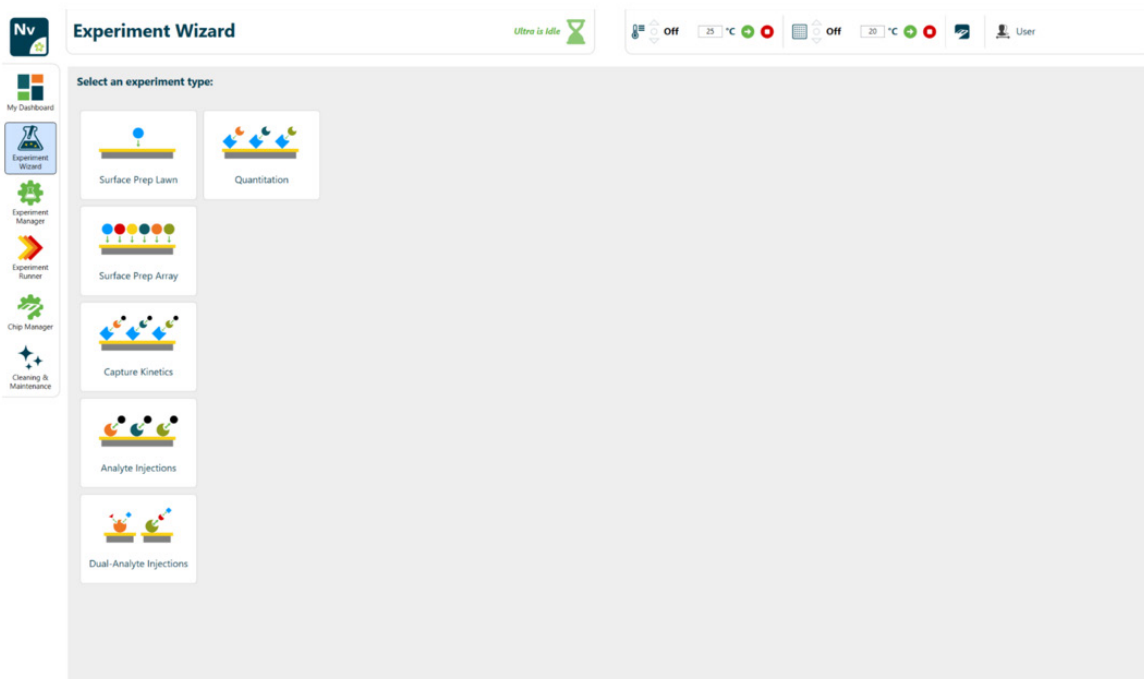 Nv
Experiment Wizard
Ultra is Idle
Off
25 °C
Off
20 °C
User
My Dashboard
Experiment
Wizard
Experiment
Manager
Experiment
Runner
Chip Manager
Cleaning &
Maintenance
Select an experiment type:
Surface Prep Lawn
Quantitation
Surface Prep Array
Capture Kinetics
Analyte Injections
Dual-Analyte Injections